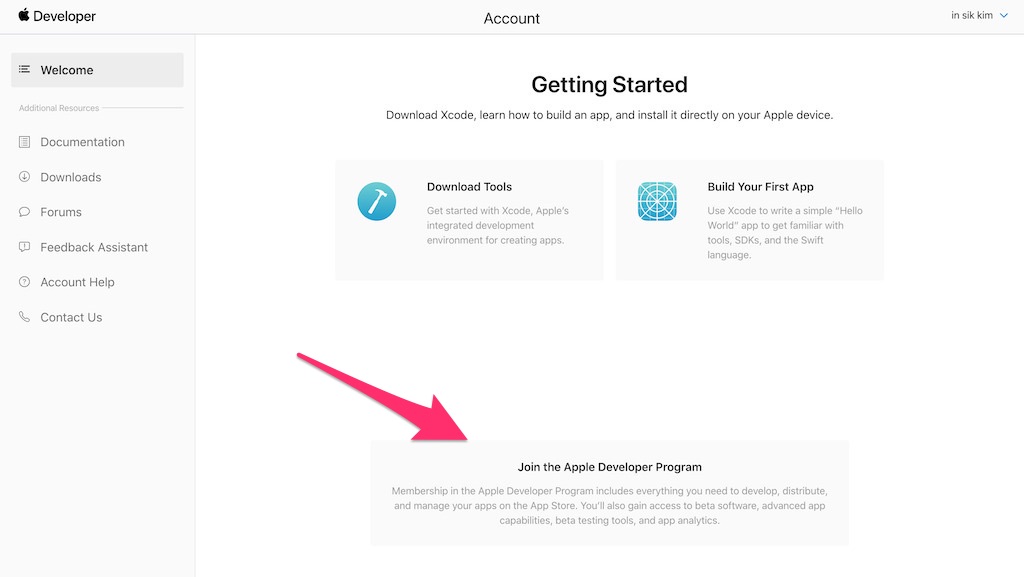 Developer
Account
in sik kim
Welcome
Additional Resources
Documentation
Downloads
Forums
Feedback Assistant
Account Help
Contact Us
Getting Started
Download Xcode, learn how to build an app, and install it directly on your Apple device.
Download Tools
Get started with Xcode, Apple's
integrated development
environment for creating apps.
Build Your First App
Use Xcode to write a simple “Hello
World” app to get familiar with
tools, SDKs, and the Swift
language.
Join the Apple Developer Program
Membership in the Apple Developer Program includes everything you need to develop, distribute,
and manage your apps on the App Store. You'll also gain access to beta software, advanced app
capabilities, beta testing tools, and app analytics.